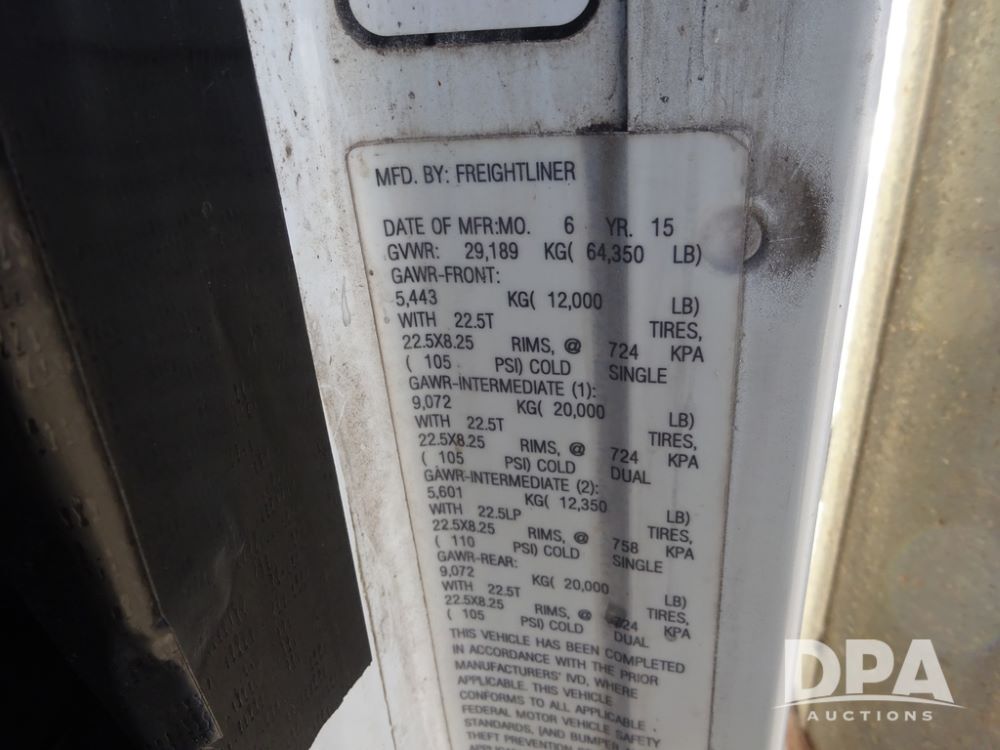 MFD. BY: FREIGHTLINER
DATE OF MFR:MO. 6 YR. 15
GVWR: 29,189 KG( 64,350 LB)
GAWR-FRONT:
5,443 KG( 12,000 LB)
WITH 22.5T TIRES,
22.5X8.25 RIMS, @ 724 KPA
( 105 PSI) COLD SINGLE
GAWR-INTERMEDIATE (1):
9,072 KG( 20,000 LB)
WITH 22.5T TIRES,
22.5X8.25 RIMS, @ 724 KPA
( 105 PSI) COLD DUAL
GAWR-INTERMEDIATE (2):
5,601 KG( 12,350 LB)
WITH 22.5LP TIRES,
22.5X8.25 RIMS, @ 758 KPA
( 110 PSI) COLD SINGLE
GAWR-REAR:
9,072 KG( 20,000 LB)
WITH 22.5T TIRES,
22.5X8.25 RIMS, @ 724 KPA
( 105 PSI) COLD DUAL
THIS VEHICLE HAS BEEN COMPLETED
IN ACCORDANCE WITH THE PRIOR
MANUFACTURERS' IVD, WHERE
APPLICABLE. THIS VEHICLE
CONFORMS TO ALL APPLICABLE
FEDERAL MOTOR VEHICLE SAFETY
STANDARDS, [AND BUMPER
THEFT PREVENTION
DPA
AUCTIONS